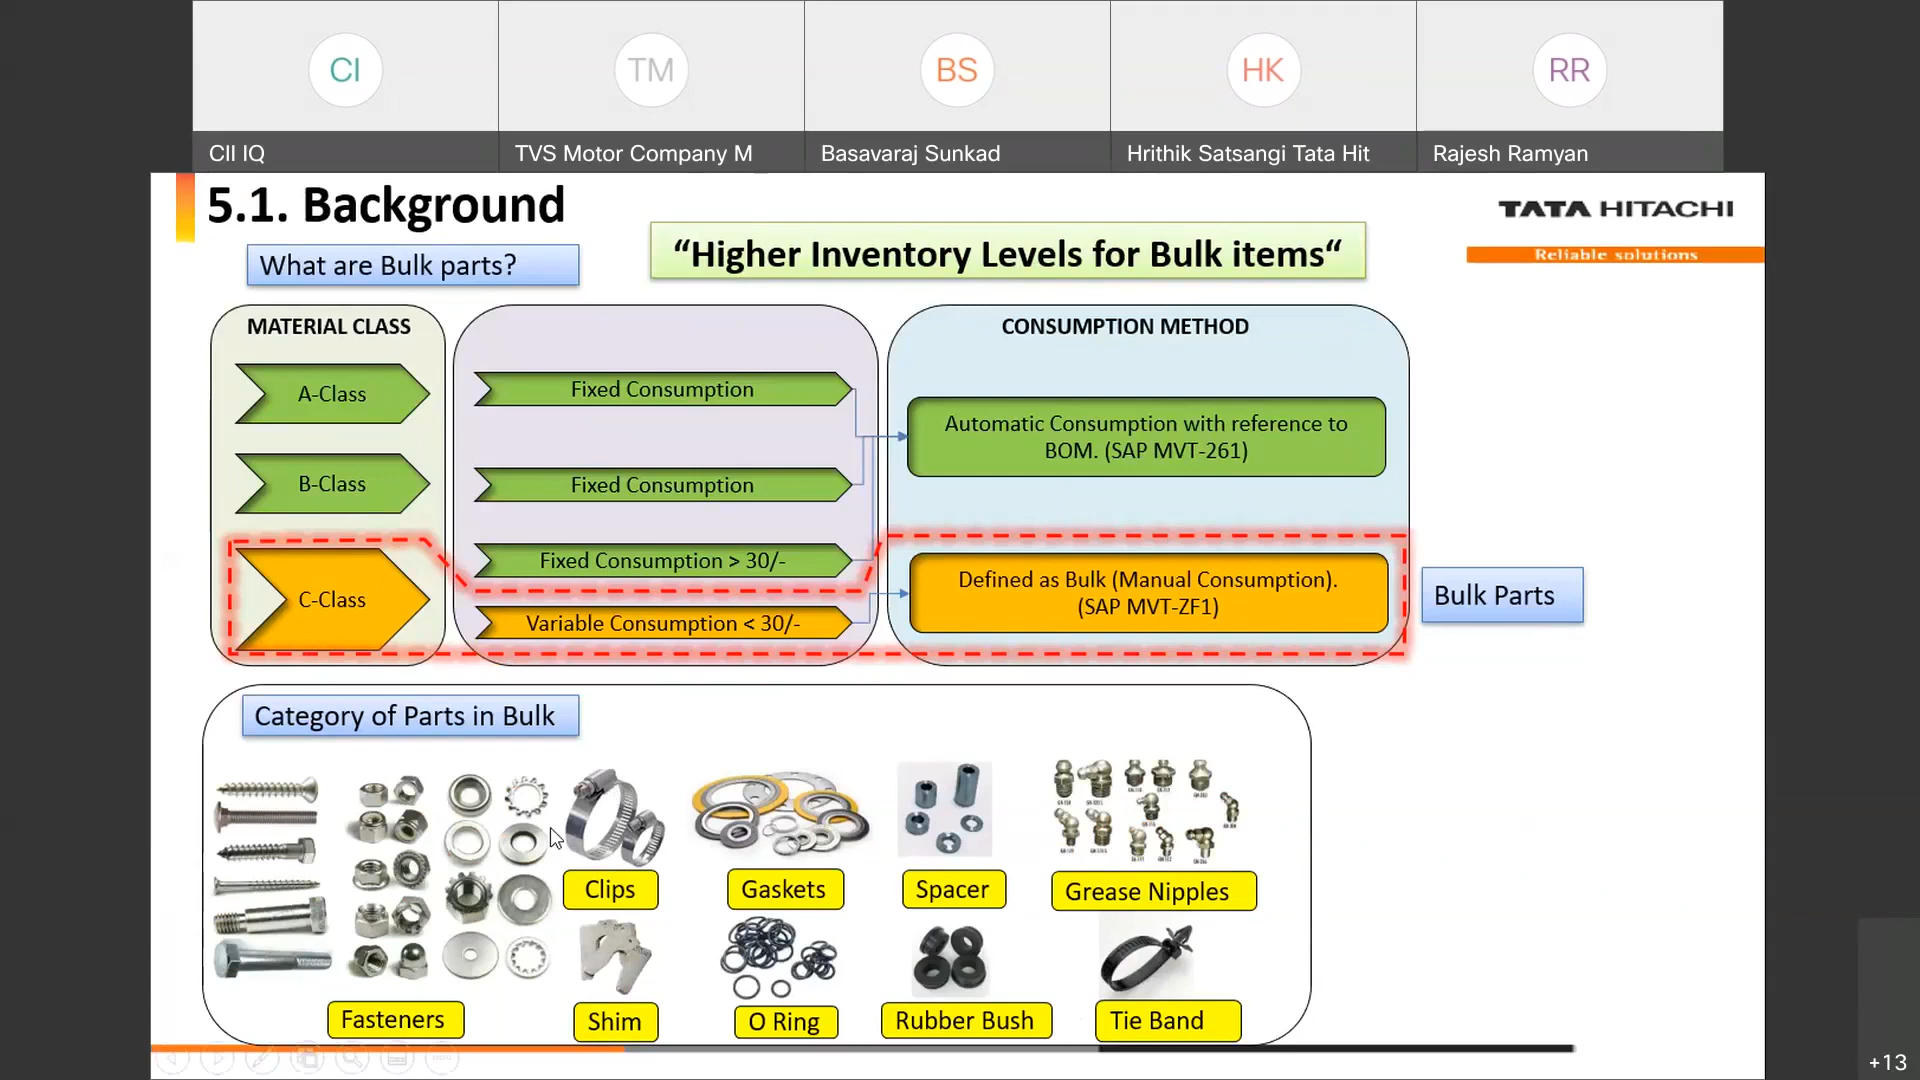 CI
TM
BS
HK
RR
CII IQ
TVS Motor Company M
Basavaraj Sunkad
Hrithik Satsangi Tata Hit
Rajesh Ramyan
5.1. Background
TATA HITACHI
Reliable solutions
“Higher Inventory Levels for Bulk items“
What are Bulk parts?
MATERIAL CLASS
CONSUMPTION METHOD
A-Class
Fixed Consumption
Automatic Consumption with reference to
BOM. (SAP MVT-261)
B-Class
Fixed Consumption
Fixed Consumption > 30/-
C-Class
Defined as Bulk (Manual Consumption).
(SAP MVT-ZF1)
Bulk Parts
Variable Consumption < 30/-
Category of Parts in Bulk
Clips
Gaskets
Spacer
Grease Nipples
Fasteners
Shim
O Ring
Rubber Bush
Tie Band
+13